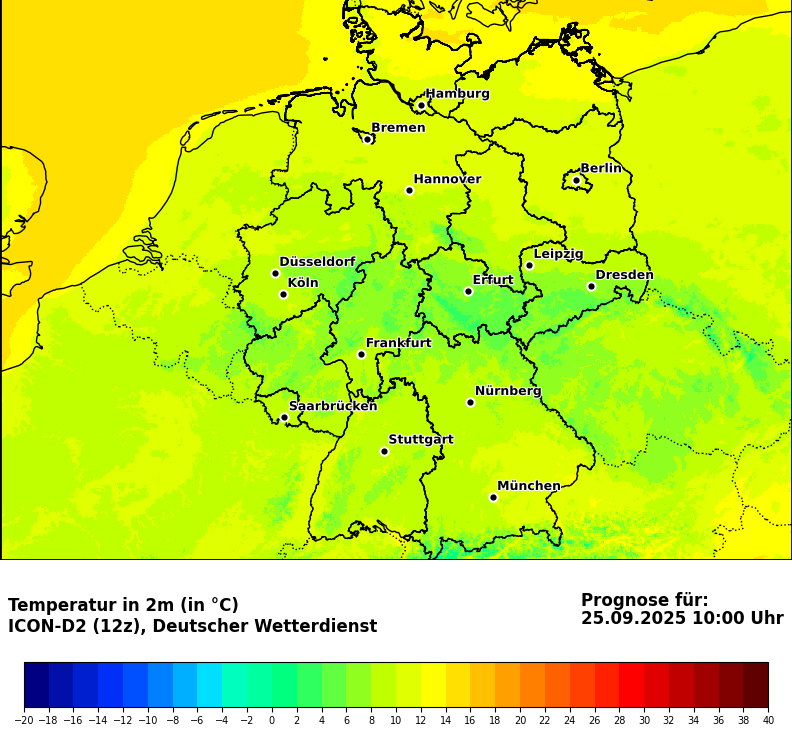 Hamburg
Bremen
Berlin
Hannover
Leipzig
Düsseldorf
Dresden
Köln
Erfurt
Frankfurt
Nürnberg
Saarbrücken
Stuttgart
München
Temperatur in 2m (in °C)
ICON-D2 (12z), Deutscher Wetterdienst
Prognose für:
25.09.2025 10:00 Uhr
−20 −18 −16 −14 −12 −10 −8 −6 −4 −2 0 2 4 6 8 10 12 14 16 18 20 22 24 26 28 30 32 34 36 38 40